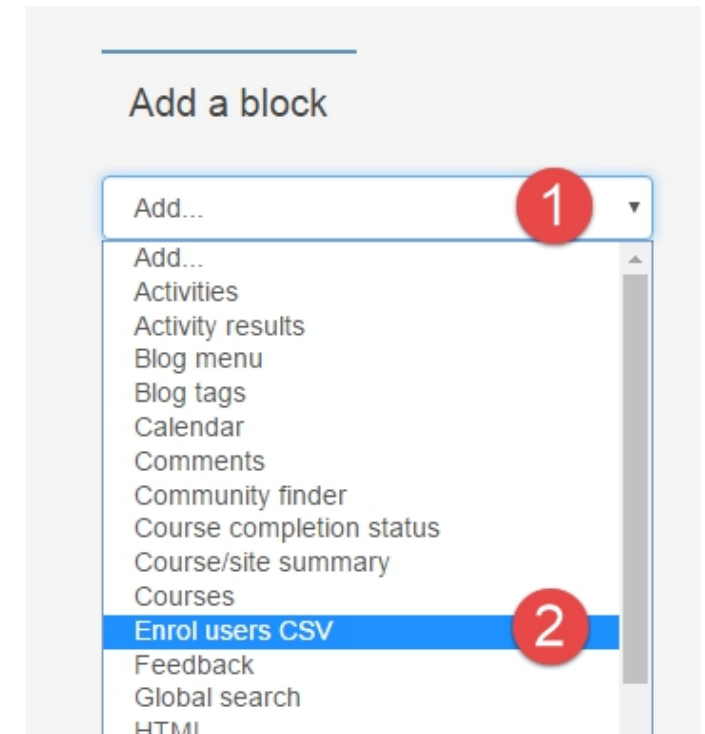 Add a block
Add... 1
Add...
Activities
Activity results
Blog menu
Blog tags
Calendar
Comments
Community finder
Course completion status
Course/site summary
Courses
Enrol users CSV 2
Feedback
Global search
HTML